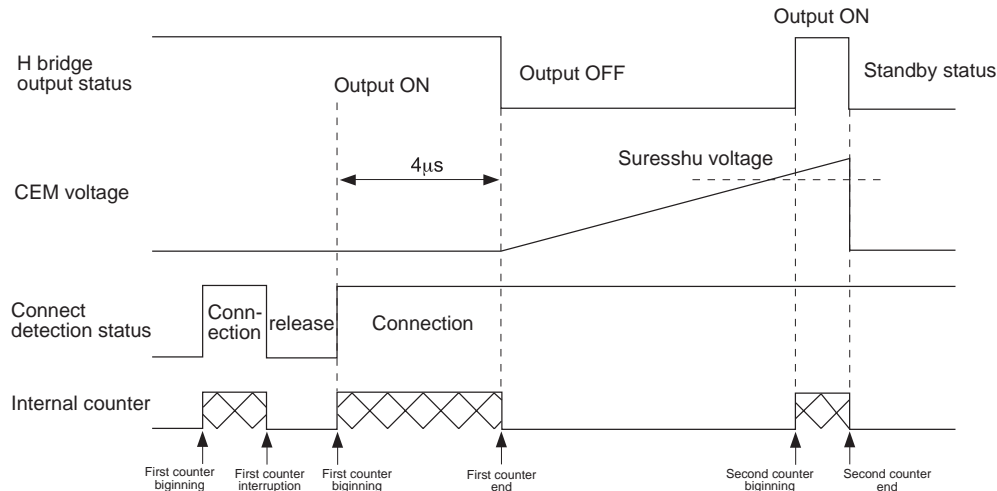 Output ON
H bridge
output status
Output ON
Output OFF
Standby status
4μs
Suresshu voltage
CEM voltage
Connect
detection status
Conn-
ection
release
Connection
Internal counter
First counter
biginning
First counter
interruption
First counter
biginning
First counter
end
Second counter
biginning
Second counter
end